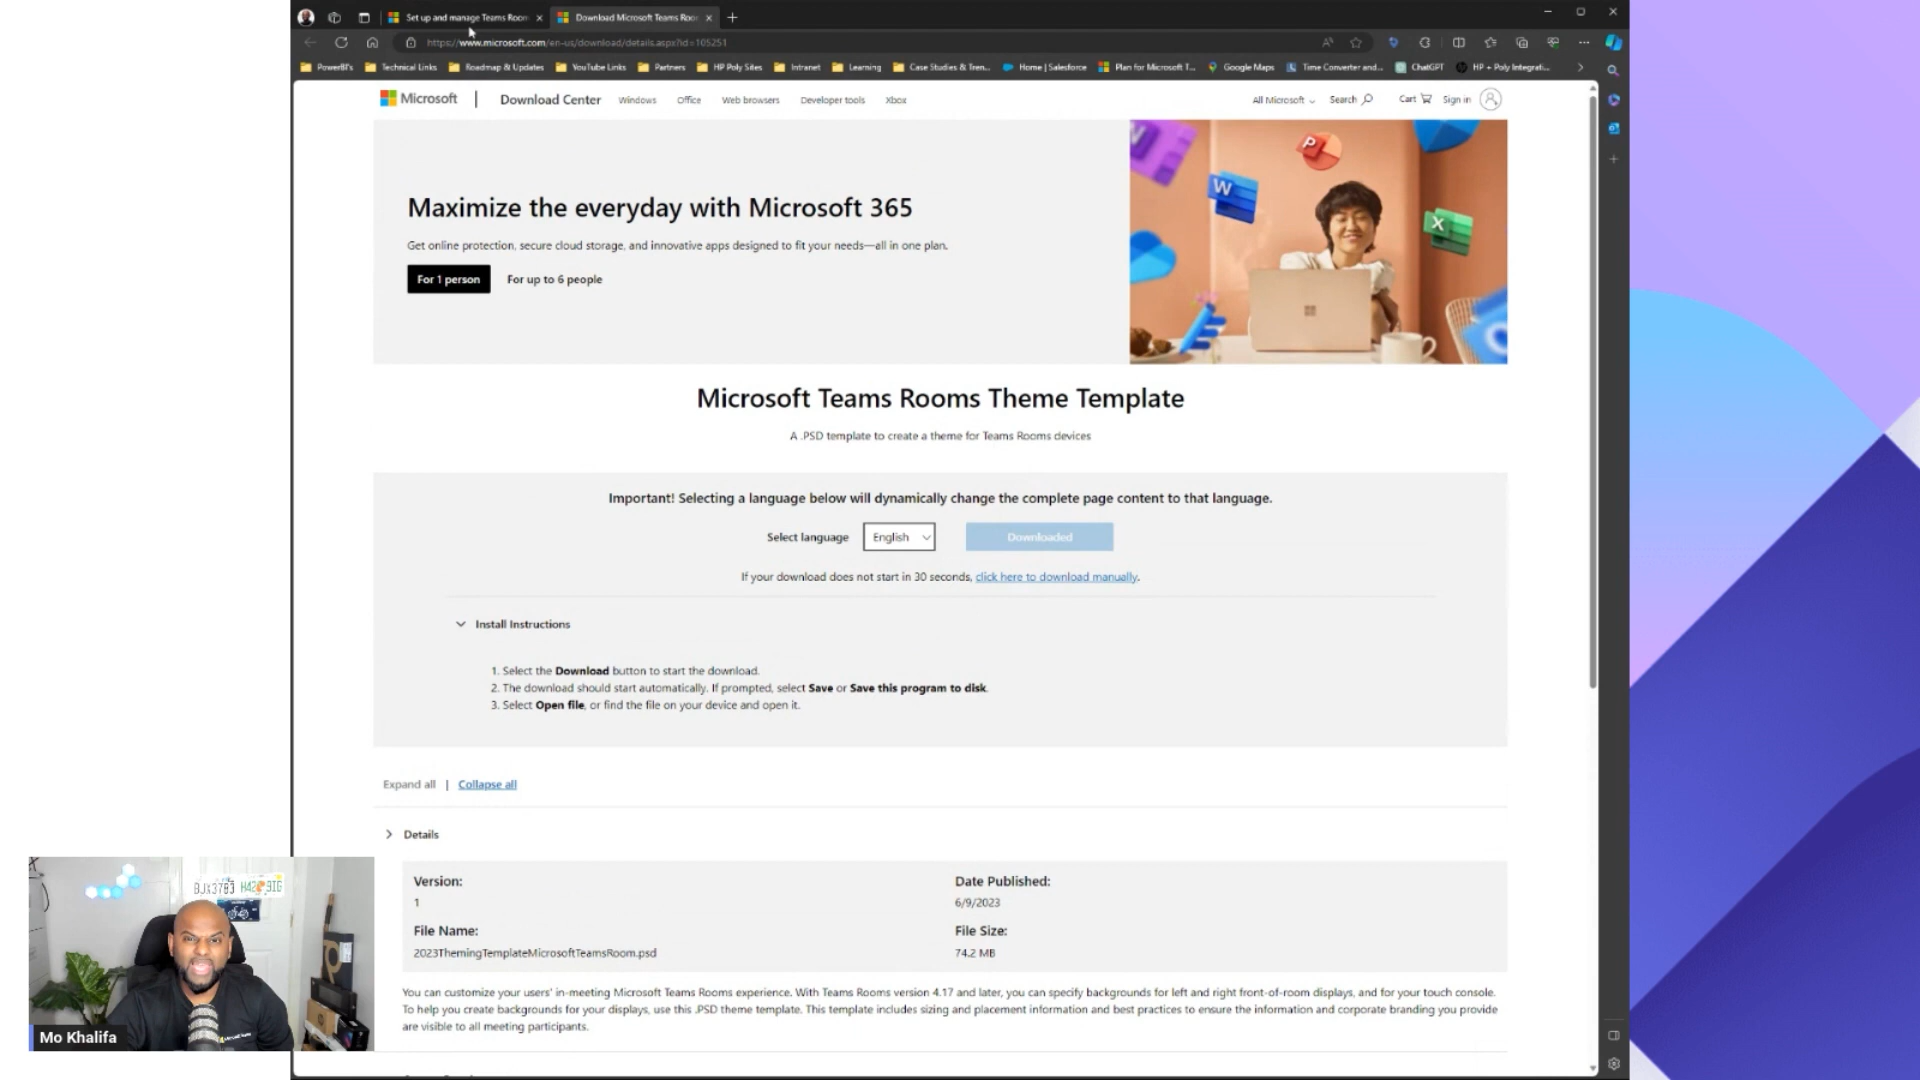 Set up and manage Teams Room
Download Microsoft Teams Roo
https://www.microsoft.com/en-us/download/details.aspx?id=105251
PowerBI's
Technical Links
Roadmap & Updates
YouTube Links
Partners
HP Poly Sites
Intranet
Learning
Case Studies & Tren...
Home | Salesforce
Plan for Microsoft T...
Google Maps
Time Converter and...
ChatGPT
HP + Poly Integrati...
Microsoft
Download Center
Windows
Office
Web browsers
Developer tools
Xbox
All Microsoft
Search
Cart
Sign in
Maximize the everyday with Microsoft 365
Get online protection, secure cloud storage, and innovative apps designed to fit your needs—all in one plan.
For 1 person
For up to 6 people
W
P
X
Microsoft Teams Rooms Theme Template
A .PSD template to create a theme for Teams Rooms devices
Important! Selecting a language below will dynamically change the complete page content to that language.
Select language
English
Downloaded
If your download does not start in 30 seconds, click here to download manually.
Install Instructions
1. Select the Download button to start the download.
2. The download should start automatically. If prompted, select Save or Save this program to disk.
3. Select Open file, or find the file on your device and open it.
Expand all | Collapse all
Details
Version:
1
Date Published:
6/9/2023
File Name:
2023ThemingTemplateMicrosoftTeamsRoom.psd
File Size:
74.2 MB
You can customize your users' in-meeting Microsoft Teams Rooms experience. With Teams Rooms version 4.17 and later, you can specify backgrounds for left and right front-of-room displays, and for your touch console.
To help you create backgrounds for your displays, use this .PSD theme template. This template includes sizing and placement information and best practices to ensure the information and corporate branding you provide
are visible to all meeting participants.
BJX3783
Mo Khalifa